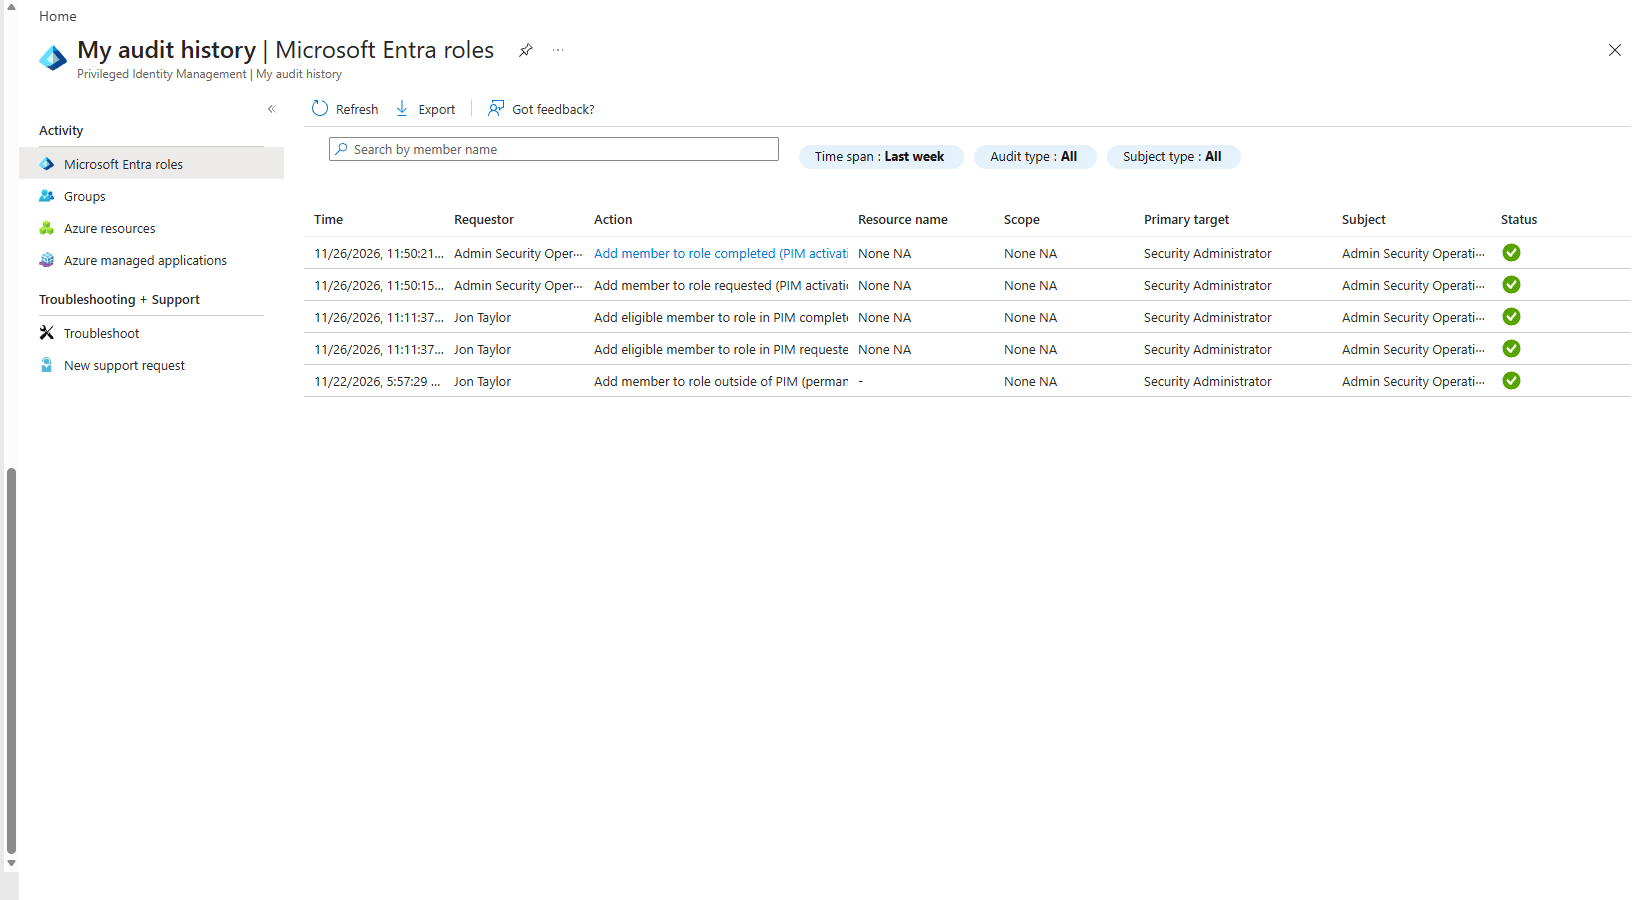 Home
My audit history | Microsoft Entra roles
Privileged Identity Management | My audit history
Activity
Microsoft Entra roles
Groups
Azure resources
Azure managed applications
Troubleshooting + Support
Troubleshoot
New support request
Refresh Export Got feedback?
Search by member name
Time span : Last week Audit type : All Subject type : All
Time Requestor Action Resource name Scope Primary target Subject Status
11/26/2026, 11:50:21... Admin Security Oper... Add member to role completed (PIM activati None NA None NA Security Administrator Admin Security Operati...
11/26/2026, 11:50:15... Admin Security Oper... Add member to role requested (PIM activatio None NA None NA Security Administrator Admin Security Operati...
11/26/2026, 11:11:37... Jon Taylor Add eligible member to role in PIM complete None NA None NA Security Administrator Admin Security Operati...
11/26/2026, 11:11:37... Jon Taylor Add eligible member to role in PIM requeste None NA None NA Security Administrator Admin Security Operati...
11/22/2026, 5:57:29 ... Jon Taylor Add member to role outside of PIM (perman - None NA Security Administrator Admin Security Operati...